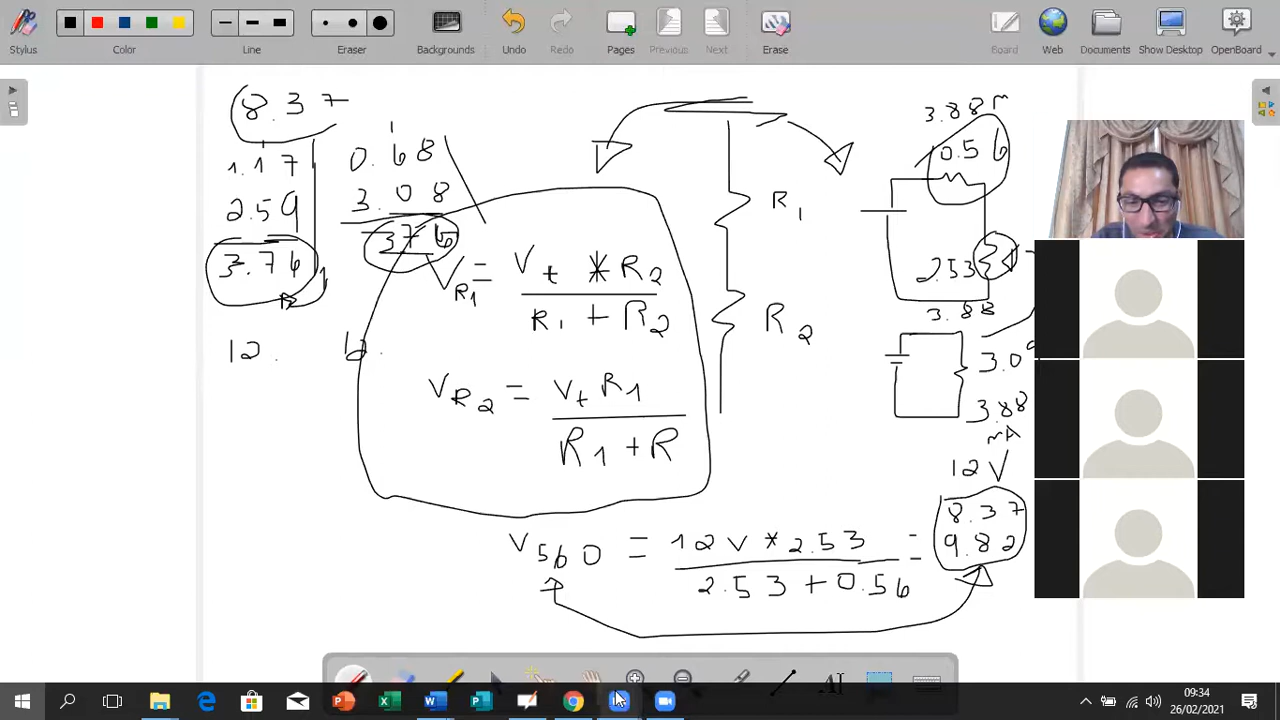 Stylus
Color
Line
Eraser
Backgrounds
Undo
Redo
Pages
Previous
Next
Erase
Board
Web
Documents
Show Desktop
OpenBoard
8.37
1.17
2.59
3.76
12.
0.68
3.08
3.76
12.
R1
R2
VR1 = Vt * R2
R1 + R2
VR2 = Vt R1
R1 + R
3.88m
0.56
2.53
3.88
3.0
3.88
mA
12V
8.37
9.82
V560 = 12V * 2.53 =
2.53 + 0.56
09:34
26/02/2021